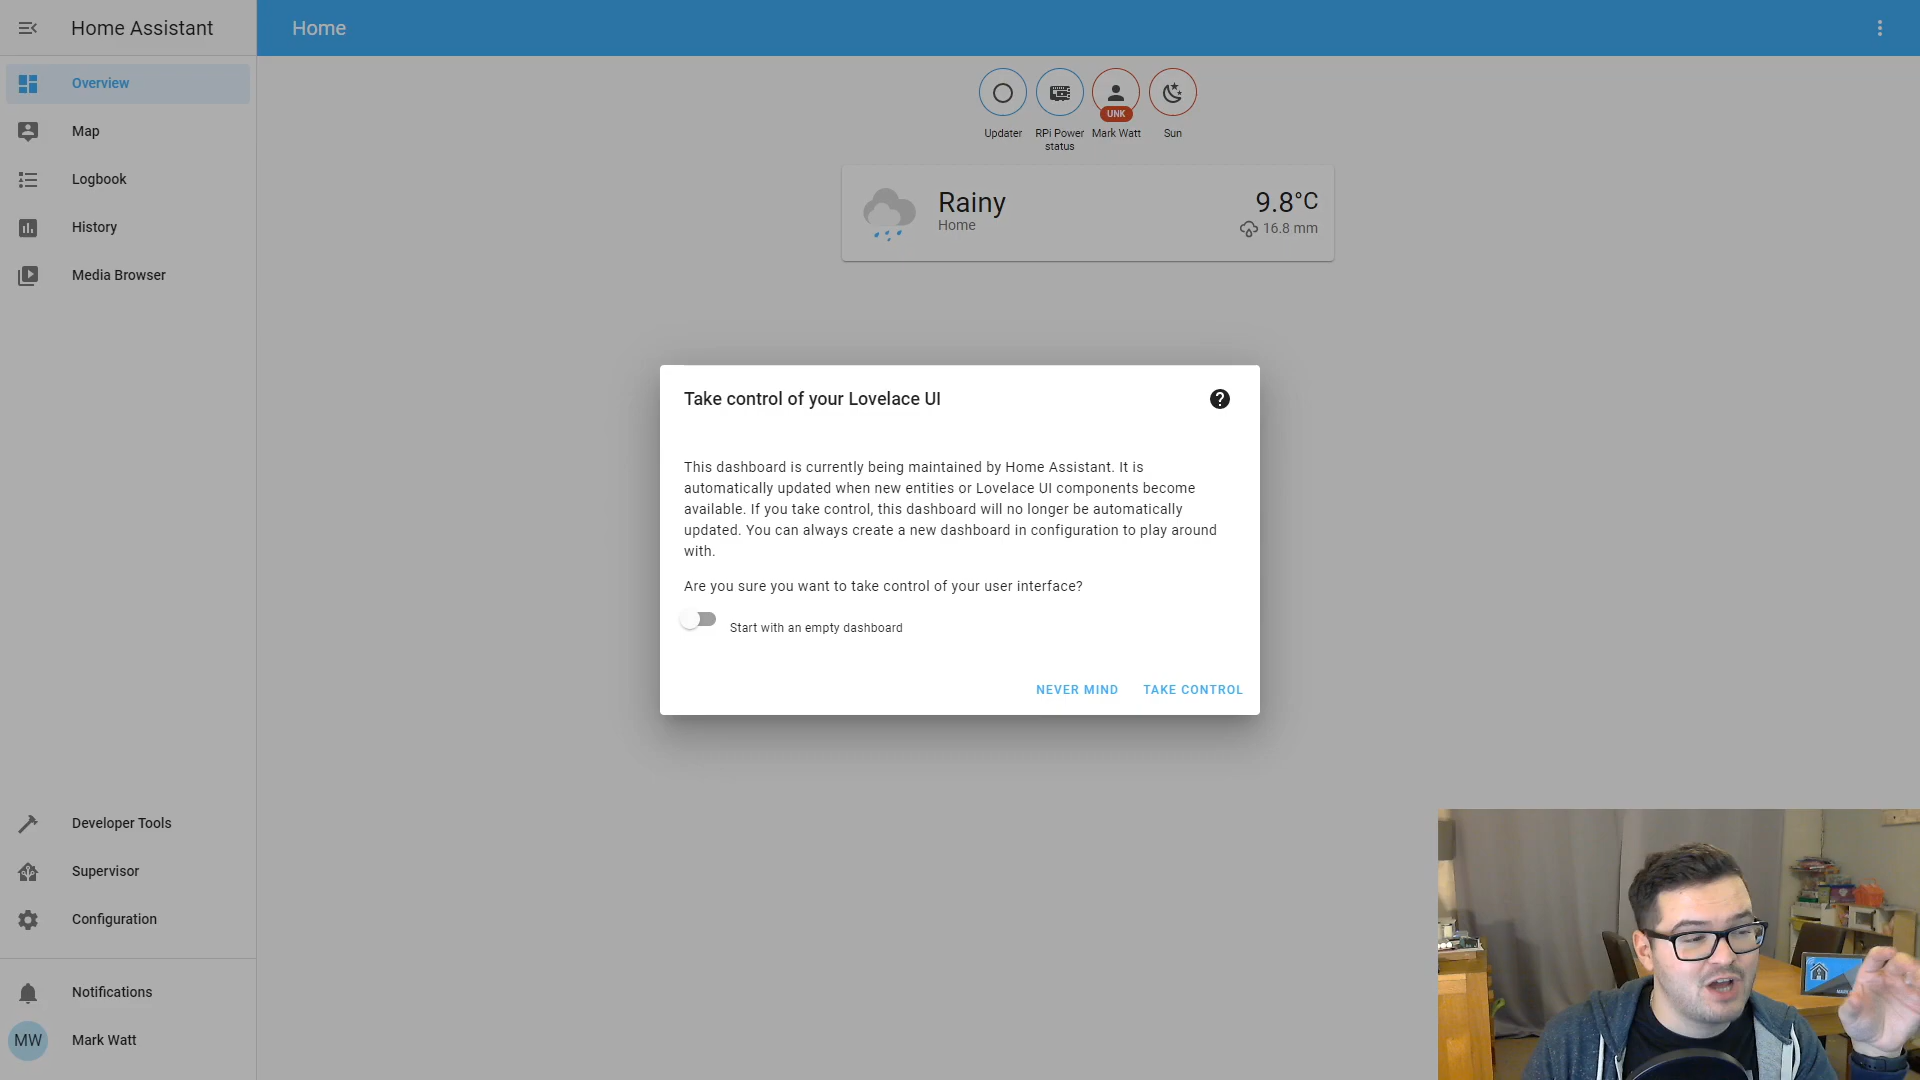 Home Assistant
Home
Overview
Map
Logbook
History
Media Browser
Developer Tools
Supervisor
Configuration
Notifications
MW
Mark Watt
Updater
RPi Power
status
UNK
Mark Watt
Sun
Rainy
Home
9.8°C
16.8 mm
Take control of your Lovelace UI
This dashboard is currently being maintained by Home Assistant. It is
automatically updated when new entities or Lovelace UI components become
available. If you take control, this dashboard will no longer be automatically
updated. You can always create a new dashboard in configuration to play around
with.
Are you sure you want to take control of your user interface?
Start with an empty dashboard
NEVER MIND
TAKE CONTROL